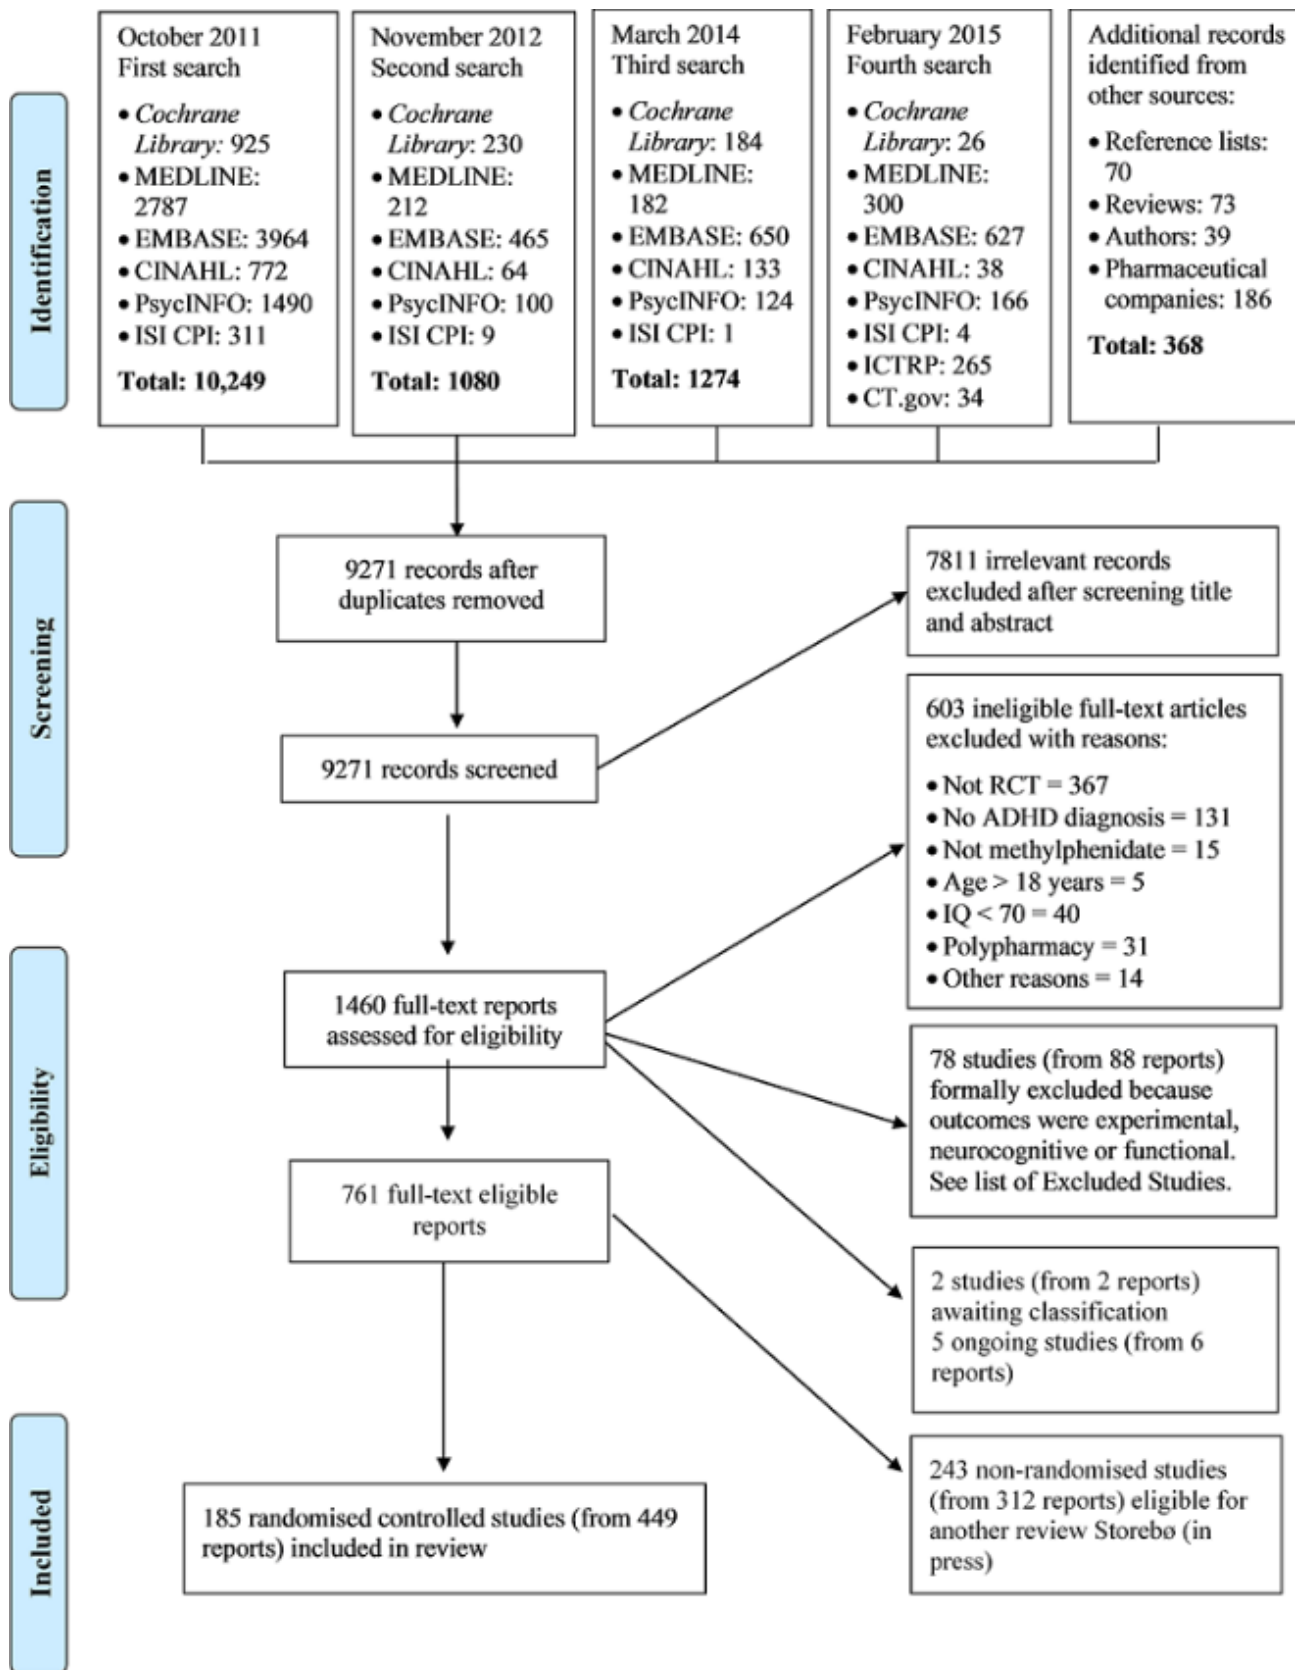 October 2011
First search
• Cochrane
Library: 925
• MEDLINE:
2787
• EMBASE: 3964
• CINAHL: 772
• PsycINFO: 1490
• ISI CPI: 311
Total: 10,249
November 2012
Second search
• Cochrane
Library: 230
• MEDLINE:
212
• EMBASE: 465
• CINAHL: 64
• PsycINFO: 100
• ISI CPI: 9
Total: 1080
March 2014
Third search
• Cochrane
Library: 184
• MEDLINE:
182
• EMBASE: 650
• CINAHL: 133
• PsycINFO: 124
• ISI CPI: 1
Total: 1274
February 2015
Fourth search
• Cochrane
Library: 26
• MEDLINE:
300
• EMBASE: 627
• CINAHL: 38
• PsycINFO: 166
• ISI CPI: 4
• ICTRP: 265
• CT.gov: 34
Additional records
identified from
other sources:
• Reference lists:
70
• Reviews: 73
• Authors: 39
• Pharmaceutical
companies: 186
Total: 368
Identification
Screening
9271 records after
duplicates removed
7811 irrelevant records
excluded after screening title
and abstract
9271 records screened
603 ineligible full-text articles
excluded with reasons:
• Not RCT = 367
• No ADHD diagnosis = 131
• Not methylphenidate = 15
• Age > 18 years = 5
• IQ < 70 = 40
• Polypharmacy = 31
• Other reasons = 14
Eligibility
1460 full-text reports
assessed for eligibility
78 studies (from 88 reports)
formally excluded because
outcomes were experimental,
neurocognitive or functional.
See list of Excluded Studies.
761 full-text eligible
reports
2 studies (from 2 reports)
awaiting classification
5 ongoing studies (from 6
reports)
Included
185 randomised controlled studies (from 449
reports) included in review
243 non-randomised studies
(from 312 reports) eligible for
another review Storebø (in
press)